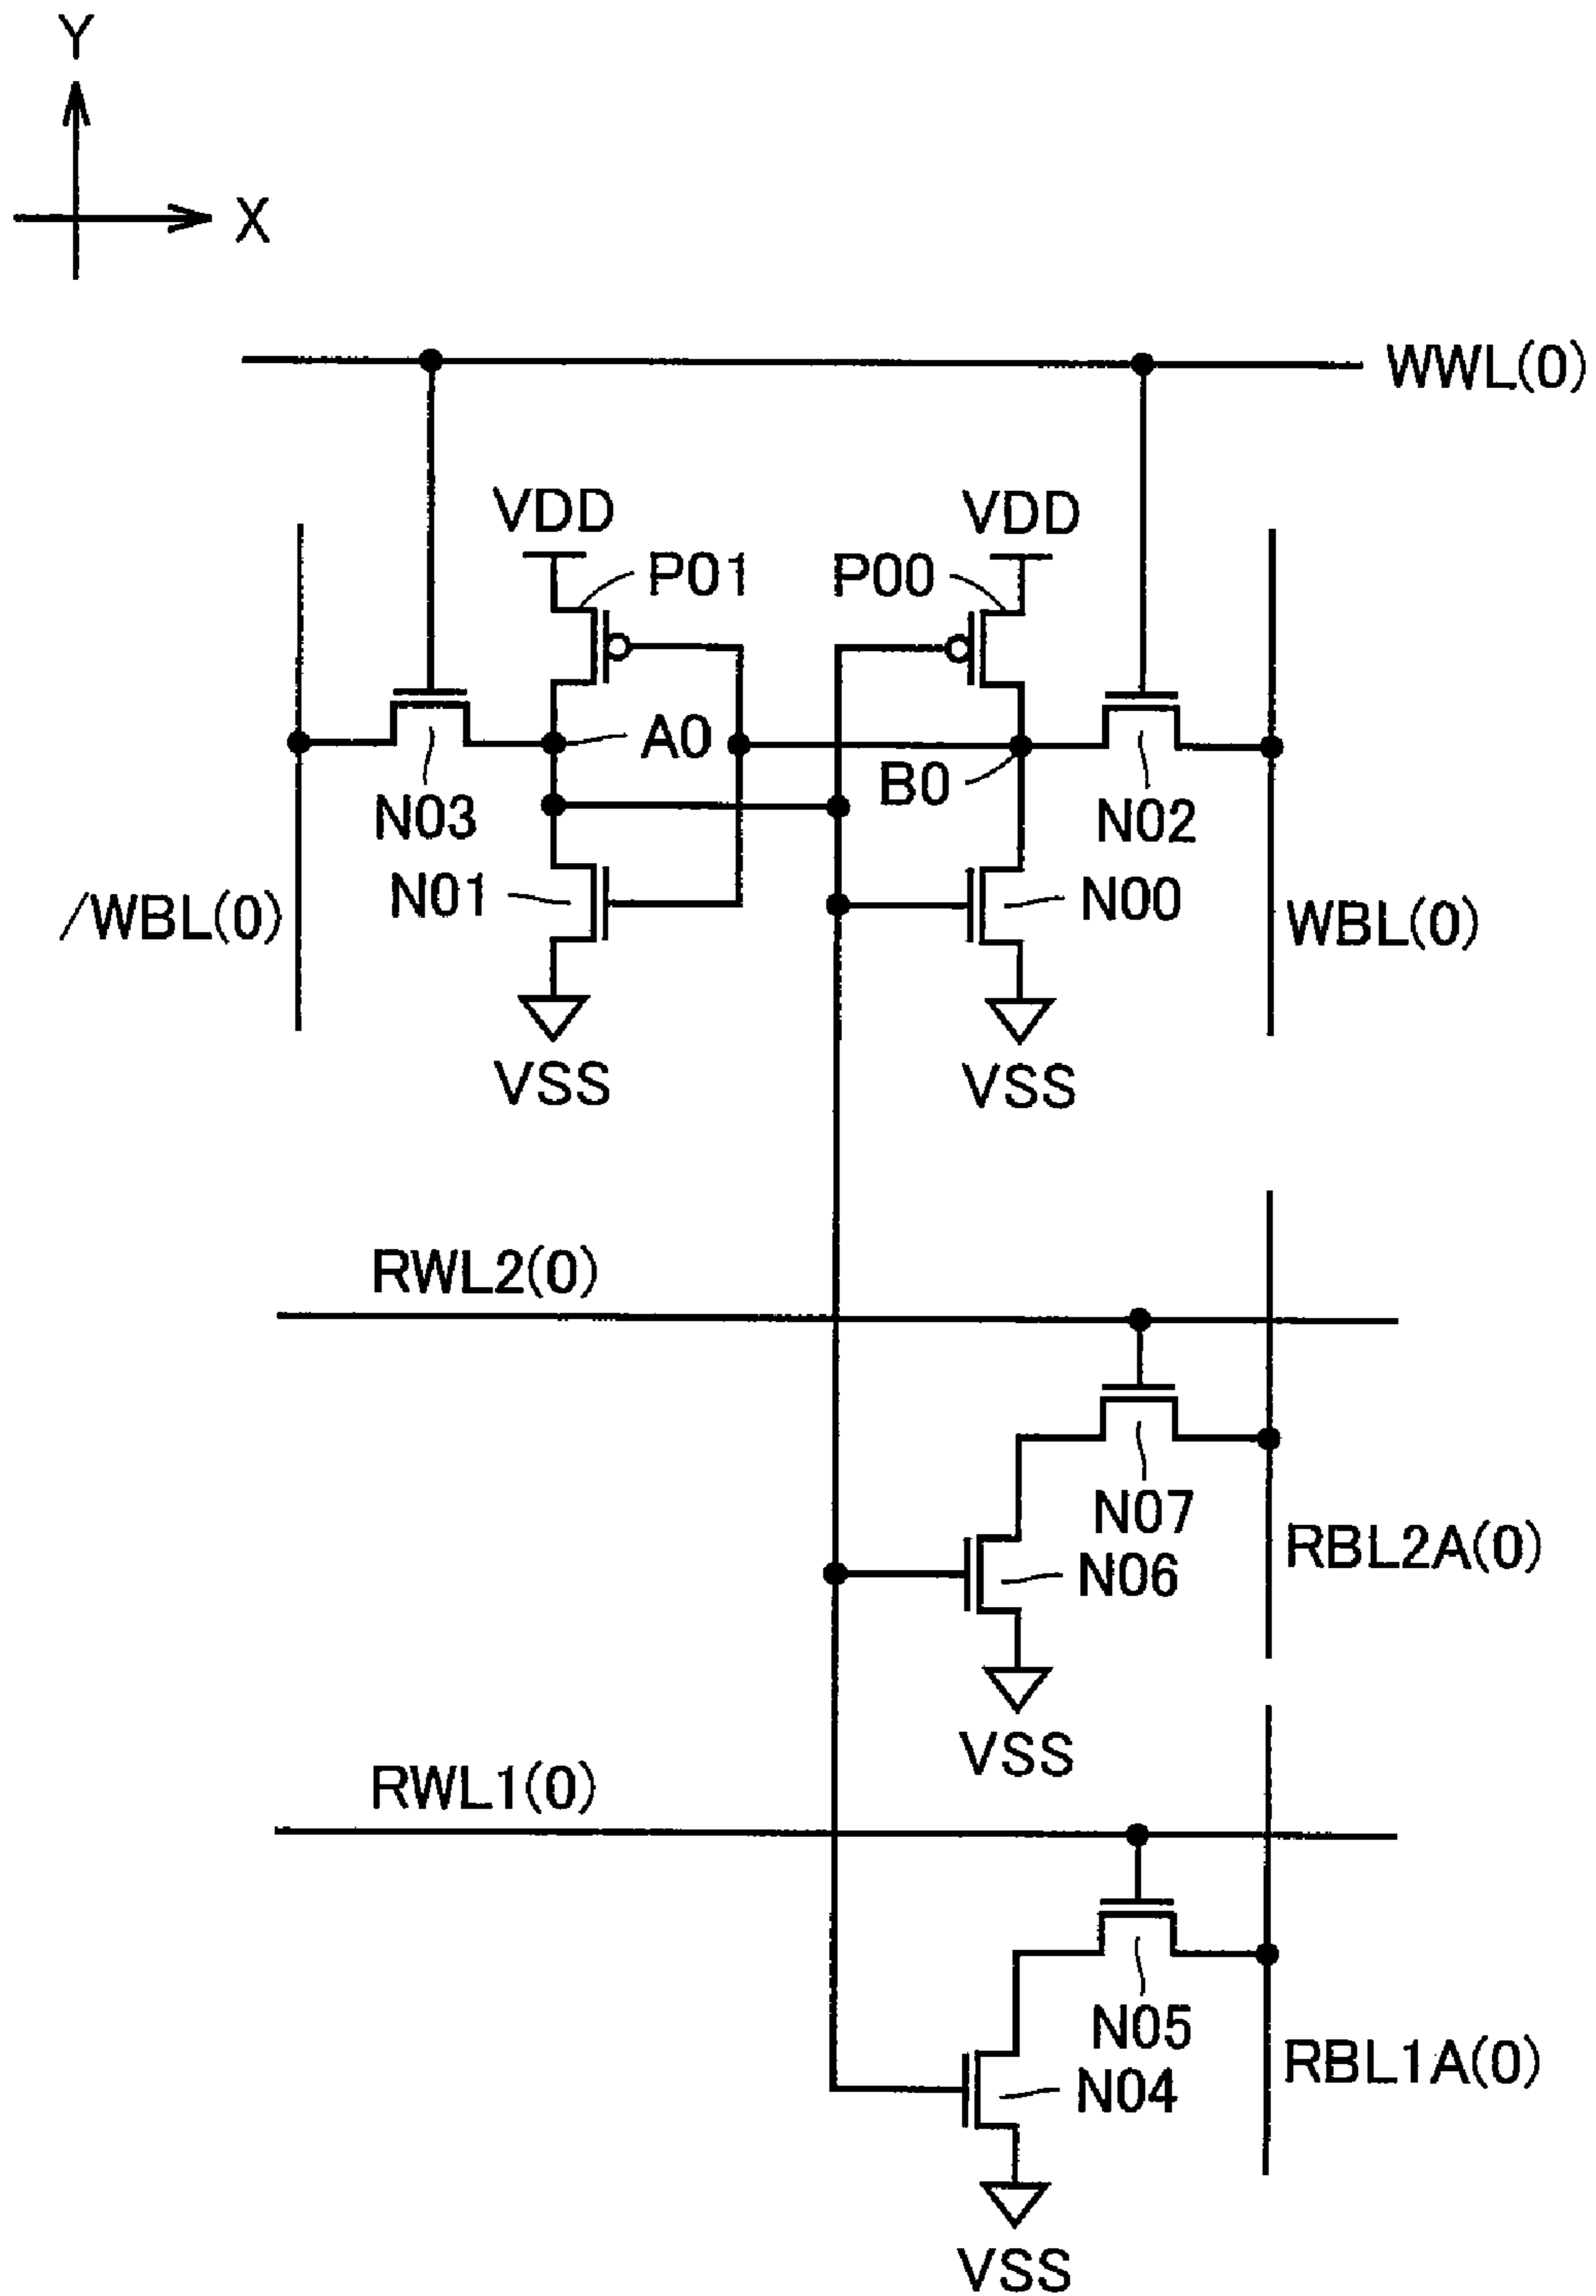 Y
X
WWL(0)
VDD
VDD
P01
P00
A0
B0
N03
N02
N01
N00
/WBL(0)
WBL(0)
VSS
VSS
RWL2(0)
N07
RBL2A(0)
N06
VSS
RWL1(0)
N05
RBL1A(0)
N04
VSS